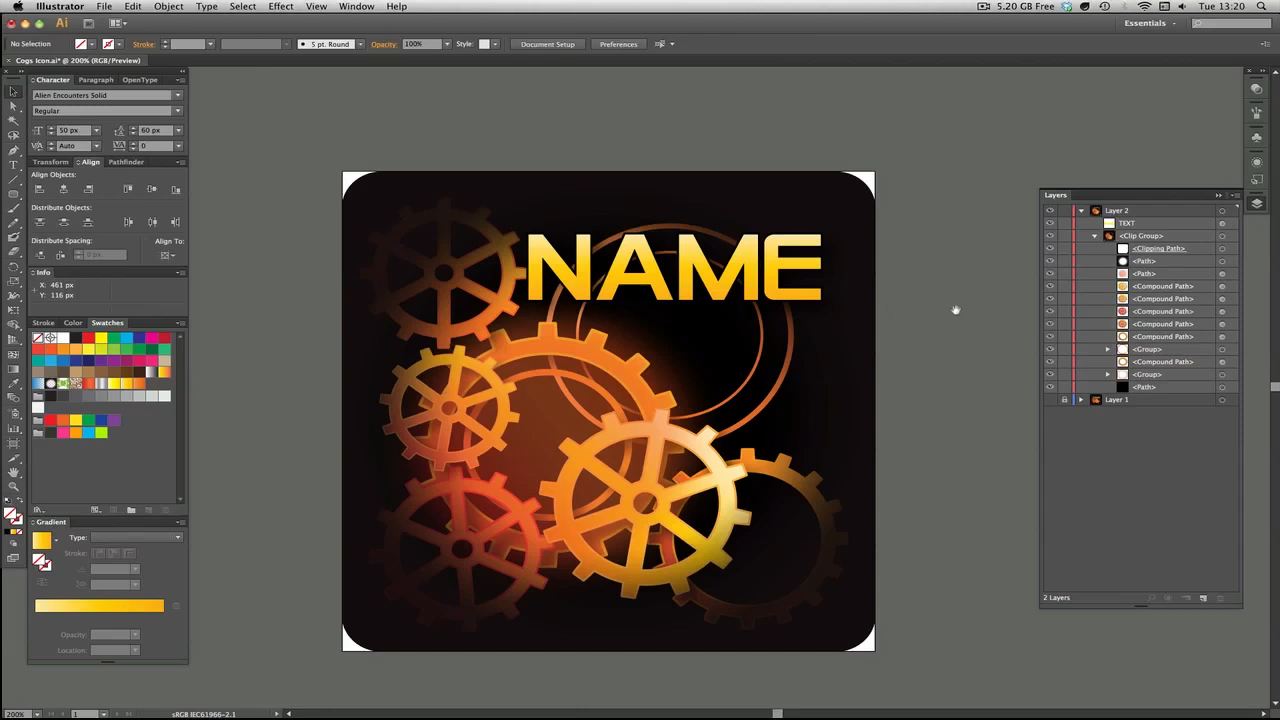 Illustrator File Edit Object Type Select Effect View Window Help 5.20 GB Free Tue 13:20
Ai Br Essentials
No Selection Stroke: 5 pt. Round Opacity: 100% Style: Document Setup Preferences
Cogs Icon.ai* @ 200% (RGB/Preview)
Character Paragraph OpenType
Alien Encounters Solid
Regular
50 px 60 px
Auto 0
Transform Align Pathfinder
Align Objects:
Distribute Objects:
Distribute Spacing: Align To:
0 px
Info
X: 461 px
Y: 116 px
Stroke Color Swatches
Gradient
Type:
Stroke:
Opacity:
Location:
NAME
Layers
Layer 2
TEXT
<Clip Group>
<Clipping Path>
<Path>
<Path>
<Compound Path>
<Compound Path>
<Compound Path>
<Compound Path>
<Compound Path>
<Group>
<Compound Path>
<Group>
<Path>
Layer 1
2 Layers
200% 1 sRGB IEC61966-2.1